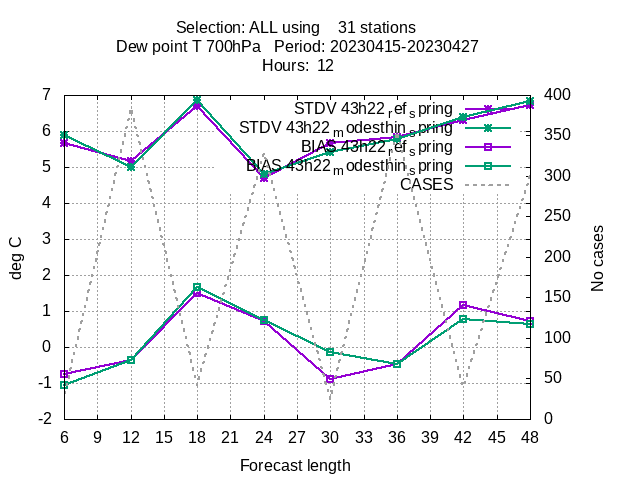 Selection: ALL using    31 stations
Dew point T 700hPa   Period: 20230415-20230427
Hours: 12
7
6
5
4
3
2
1
0
-1
-2
deg C
400
350
300
250
200
150
100
50
0
No cases
STDV 43h22_ref_spring
STDV 43h22_modesthin_spring
BIAS 43h22_ref_spring
BIAS 43h22_modesthin_spring
CASES
6 9 12 15 18 21 24 27 30 33 36 39 42 45 48
Forecast length